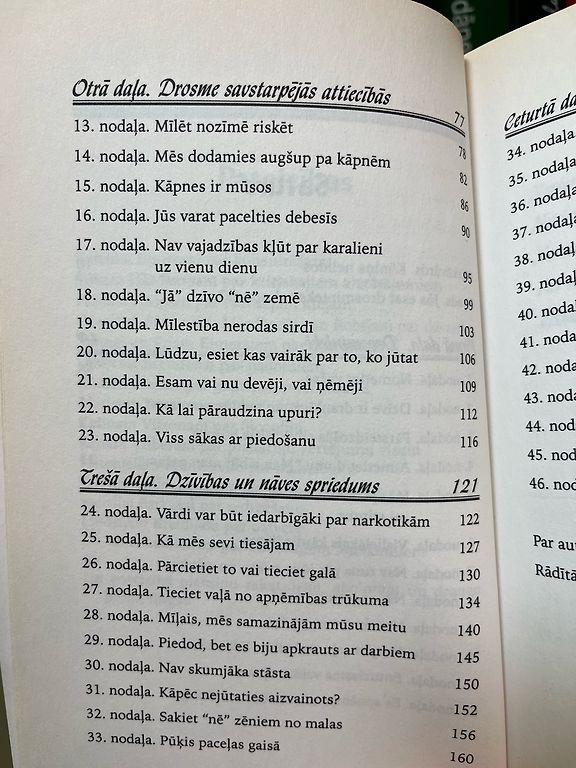 Otrā daļa. Drosme savstarpējās attiecībās 77
13. nodaļa. Mīlēt nozīmē riskēt 78
14. nodaļa. Mēs dodamies augšup pa kāpnēm 82
15. nodaļa. Kāpnes ir mūsos 86
16. nodaļa. Jūs varat pacelties debesīs 90
17. nodaļa. Nav vajadzības kļūt par karalieni
uz vienu dienu 95
18. nodaļa. “Jā” dzīvo “nē” zemē 99
19. nodaļa. Mīlestība nerodas sirdī 103
20. nodaļa. Lūdzu, esiet kas vairāk par to, ko jūtat 106
21. nodaļa. Esam vai nu devēji, vai ņēmēji 109
22. nodaļa. Kā lai pāraudzina upuri? 112
23. nodaļa. Viss sākas ar piedošanu 116
Trešā daļa. Dzīvības un nāves spriedums 121
24. nodaļa. Vārdi var būt iedarbīgāki par narkotikām 122
25. nodaļa. Kā mēs sevi tiesājam 127
26. nodaļa. Pārcietiet to vai tieciet galā 130
27. nodaļa. Tieciet vaļā no apņēmības trūkuma 134
28. nodaļa. Mīļais, mēs samazinājām mūsu meitu 140
29. nodaļa. Piedod, bet es biju apkrauts ar darbiem 145
30. nodaļa. Nav skumjāka stāsta 150
31. nodaļa. Kāpēc nejūtaties aizvainots? 152
32. nodaļa. Sakiet “nē” zēniem no malas 156
33. nodaļa. Pūķis paceļas gaisā 160
Ceturtā da
34. nodaļa
35. nodaļa
36. nodaļa
37. nodaļa
38. nodaļa
39. nodaļa
40. nodaļa
41. nodaļa
42. nodaļa
43. nodaļa
44. nodaļa
45. nodaļa
46. nodaļa
Par au
Rādītā